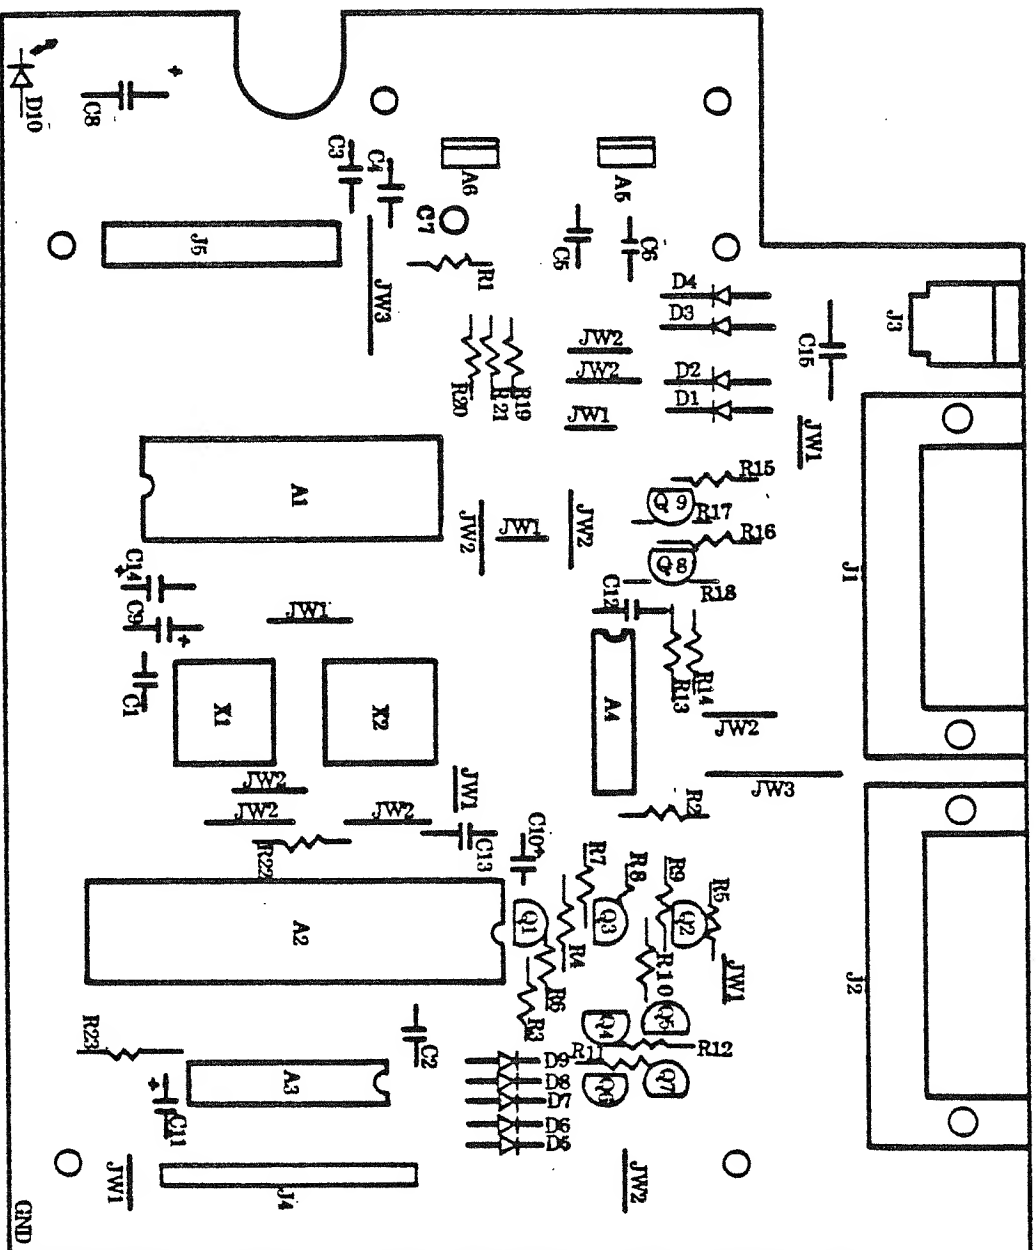 D10
C8
C3
C4
C7
A6
A5
J5
JW3
R1
C5
C6
D4
D3
D2
D1
J3
C15
JW2
JW2
JW1
JW1
R20
R21
R19
A1
JW2
JW1
JW2
R15
Q9
R17
R16
Q8
R18
J1
C14
C9
C1
JW1
C12
R13
R14
A4
X1
X2
JW2
JW3
JW2
JW2
JW2
JW1
C13
R2
R22
C10
R7
R8
R9
R5
A2
Q1
Q3
Q2
R4
R6
R3
R10
JW1
J2
Q4
Q5
R23
C2
R11
R12
D9
D8
D7
D6
D5
Q6
Q7
A3
C11
JW1
J4
JW2
GND